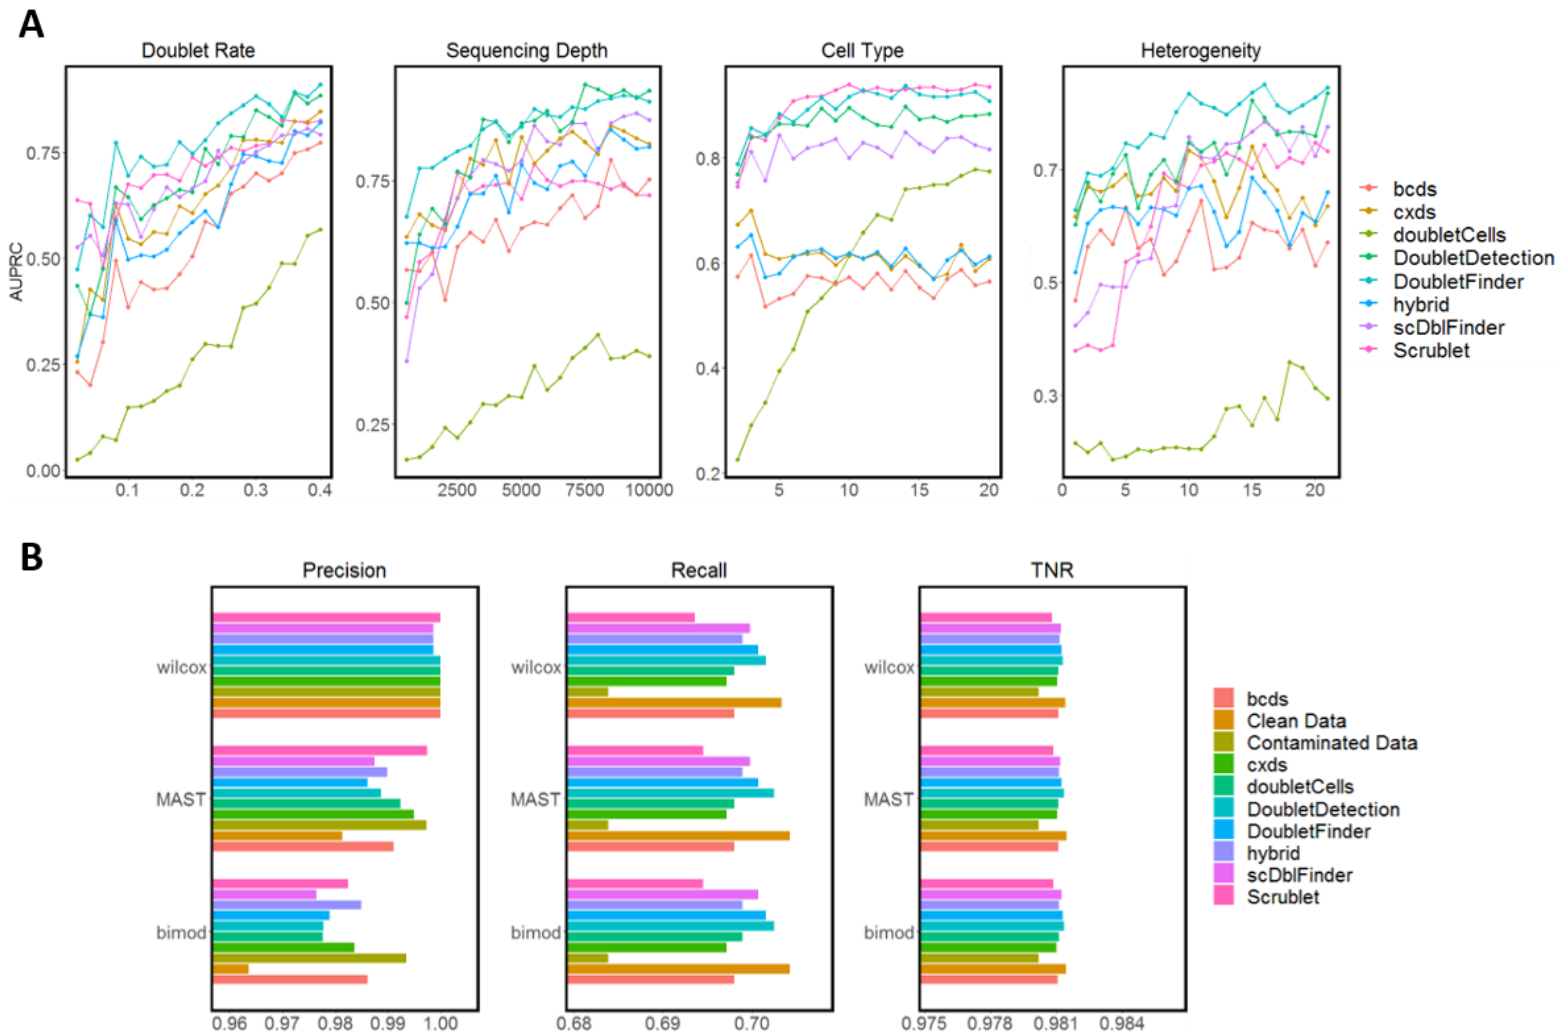 A
Doublet Rate
Sequencing Depth
Cell Type
Heterogeneity
AUPRC
0.75
0.50
0.25
0.00
0.1 0.2 0.3 0.4
0.75
0.50
0.25
2500 5000 7500 10000
0.8
0.6
0.4
0.2
5 10 15 20
0.7
0.5
0.3
0 5 10 15 20
bcds
cxds
doubletCells
DoubletDetection
DoubletFinder
hybrid
scDblFinder
Scrublet
B
Precision
Recall
TNR
wilcox
MAST
bimod
0.96 0.97 0.98 0.99 1.00
wilcox
MAST
bimod
0.68 0.69 0.70
wilcox
MAST
bimod
0.975 0.978 0.981 0.984
bcds
Clean Data
Contaminated Data
cxds
doubletCells
DoubletDetection
DoubletFinder
hybrid
scDblFinder
Scrublet